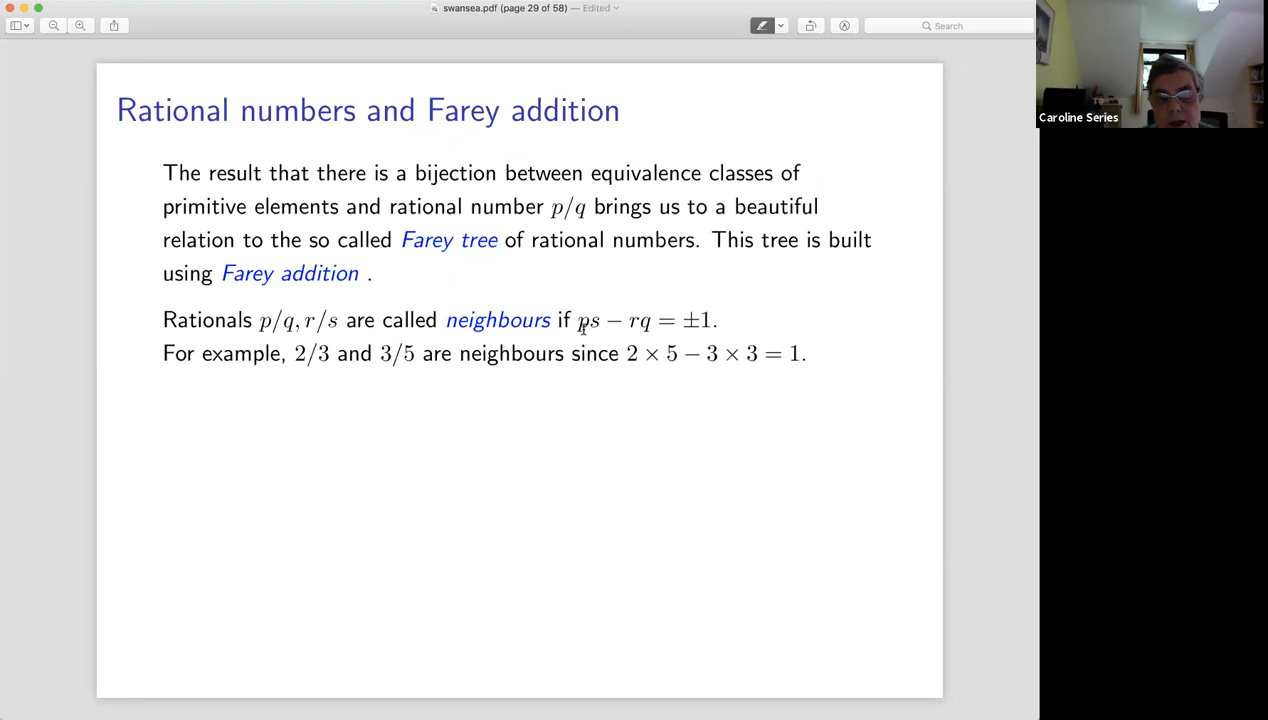 swansea.pdf (page 29 of 58) — Edited
Search
Caroline Series
Rational numbers and Farey addition
The result that there is a bijection between equivalence classes of
primitive elements and rational number p/q brings us to a beautiful
relation to the so called Farey tree of rational numbers. This tree is built
using Farey addition .
Rationals p/q, r/s are called neighbours if ps − rq = ±1.
For example, 2/3 and 3/5 are neighbours since 2 × 5 − 3 × 3 = 1.